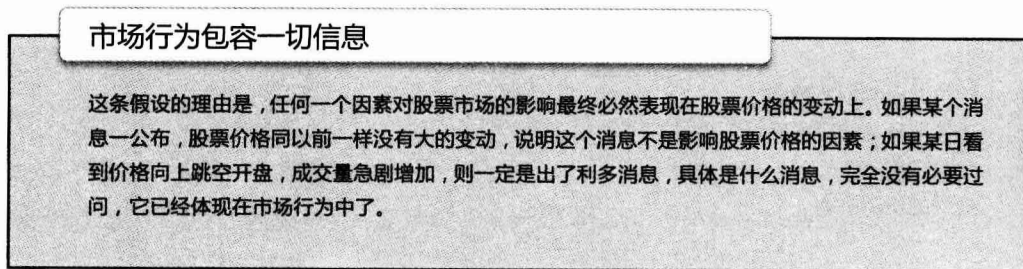 市场行为包容一切信息
这条假设的理由是，任何一个因素对股票市场的影响最终必然表现在股票价格的变动上。如果某个消
息一公布，股票价格同以前一样没有大的变动，说明这个消息不是影响股票价格的因素；如果某日看
到价格向上跳空开盘，成交量急剧增加，则一定是出了利多消息，具体是什么消息，完全没有必要过
问，它已经体现在市场行为中了。